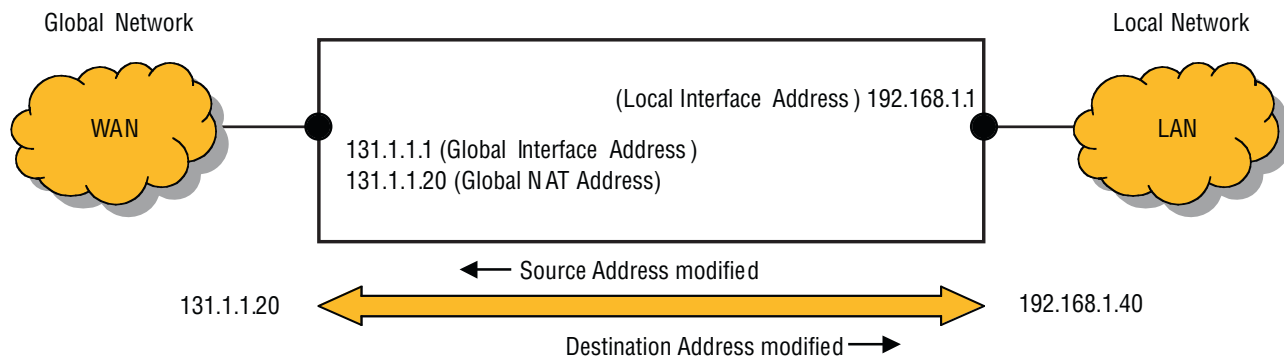 Global Network
Local Network
WAN
(Local Interface Address) 192.168.1.1
LAN
131.1.1.1 (Global Interface Address)
131.1.1.20 (Global NAT Address)
Source Address modified
131.1.1.20
192.168.1.40
Destination Address modified